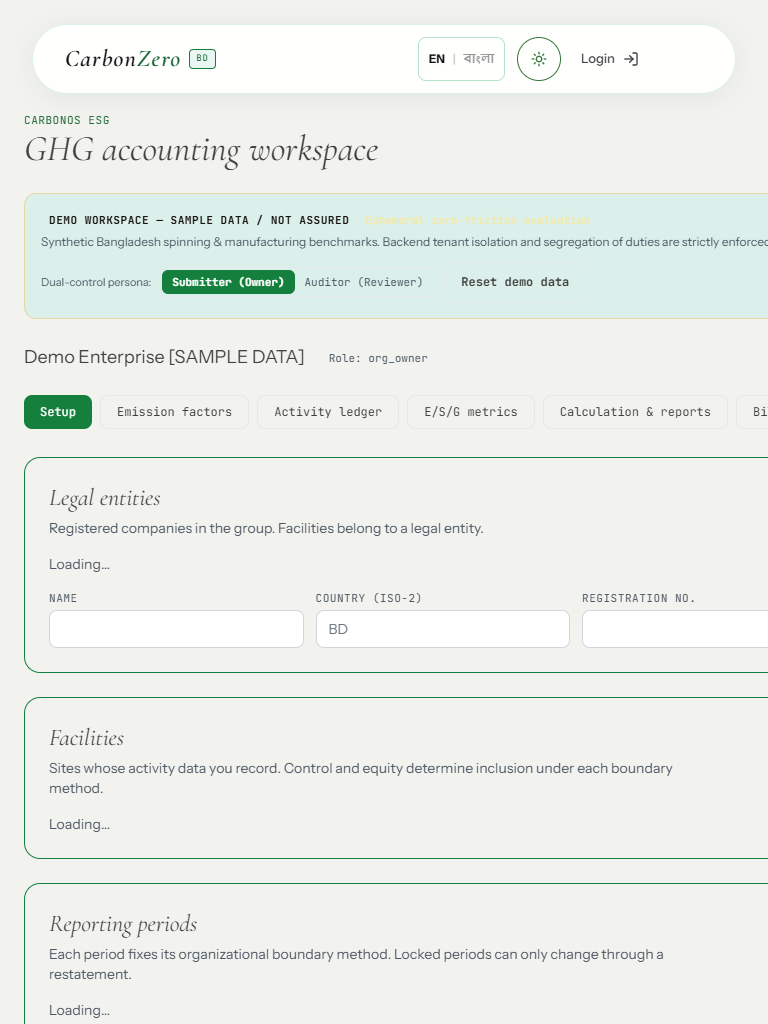 CarbonZero BD
EN | বাংলা
Login
CARBONOS ESG
GHG accounting workspace
DEMO WORKSPACE — SAMPLE DATA / NOT ASSURED Ephemeral zero-friction evaluation
Synthetic Bangladesh spinning & manufacturing benchmarks. Backend tenant isolation and segregation of duties are strictly enforced
Dual-control persona: Submitter (Owner) Auditor (Reviewer) Reset demo data
Demo Enterprise [SAMPLE DATA] Role: org_owner
Setup Emission factors Activity ledger E/S/G metrics Calculation & reports Bi
Legal entities
Registered companies in the group. Facilities belong to a legal entity.
Loading...
NAME COUNTRY (ISO-2) REGISTRATION NO.
BD
Facilities
Sites whose activity data you record. Control and equity determine inclusion under each boundary
method.
Loading...
Reporting periods
Each period fixes its organizational boundary method. Locked periods can only change through a
restatement.
Loading...